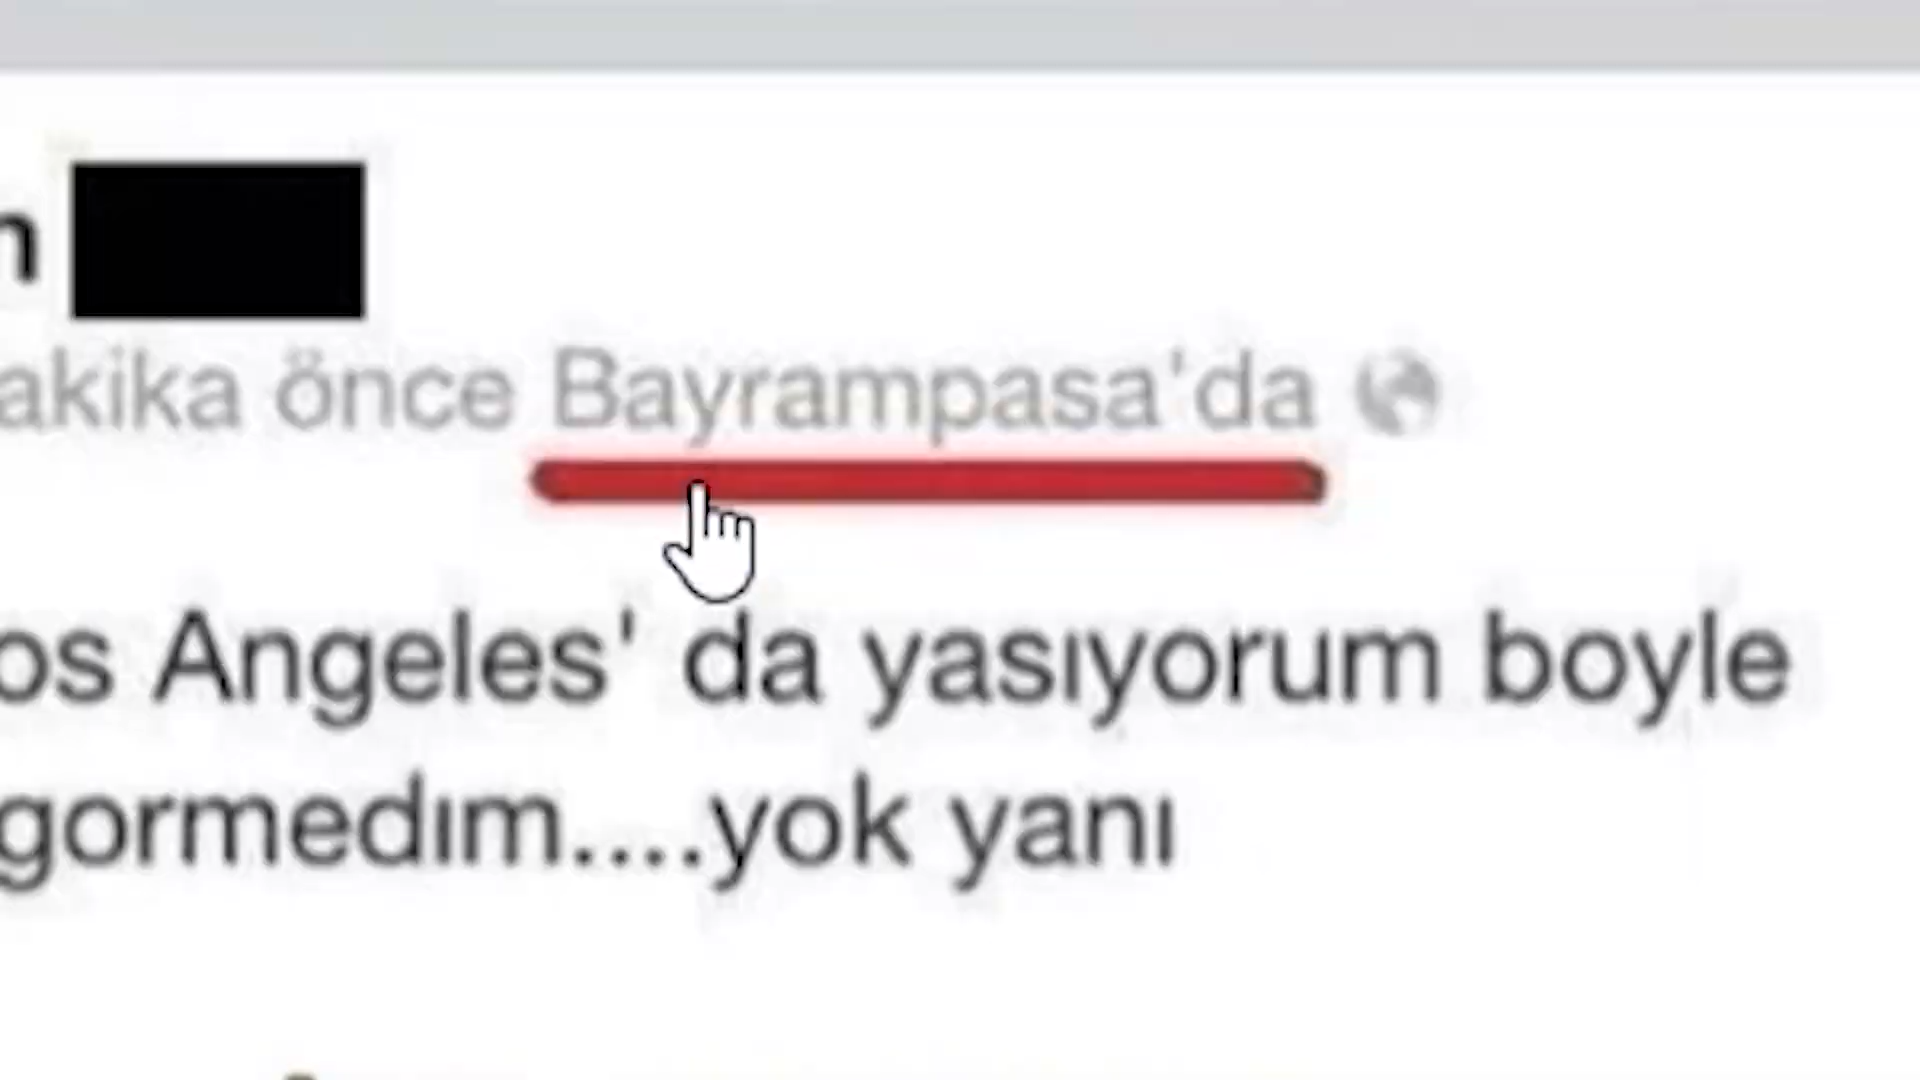 n
akika önce Bayrampasa'da
os Angeles' da yasıyorum boyle
gormedım....yok yanı